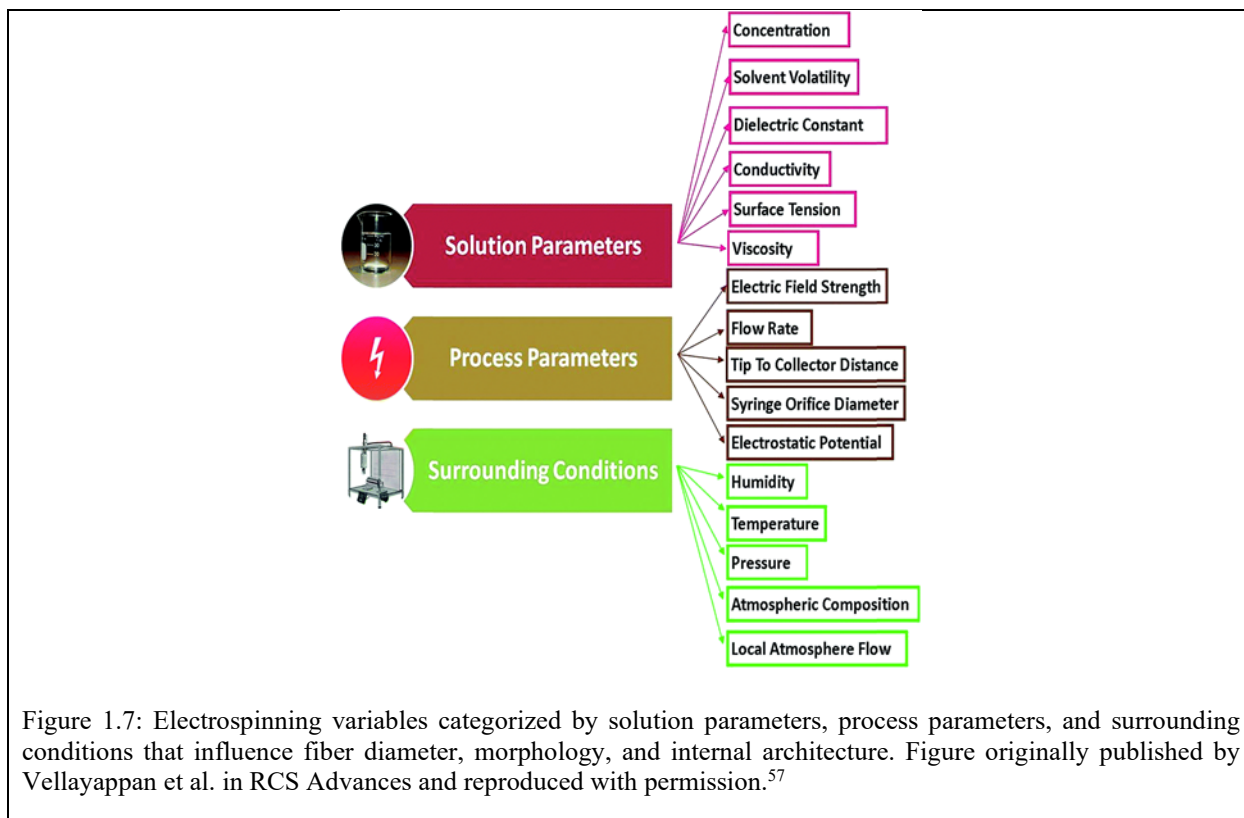 Concentration
Solvent Volatility
Dielectric Constant
Conductivity
Surface Tension
Viscosity
Solution Parameters
Electric Field Strength
Flow Rate
Tip To Collector Distance
Syringe Orifice Diameter
Electrostatic Potential
Process Parameters
Humidity
Temperature
Pressure
Atmospheric Composition
Local Atmosphere Flow
Surrounding Conditions
Figure 1.7: Electrospinning variables categorized by solution parameters, process parameters, and surrounding
conditions that influence fiber diameter, morphology, and internal architecture. Figure originally published by
Vellayappan et al. in RCS Advances and reproduced with permission.⁵⁷